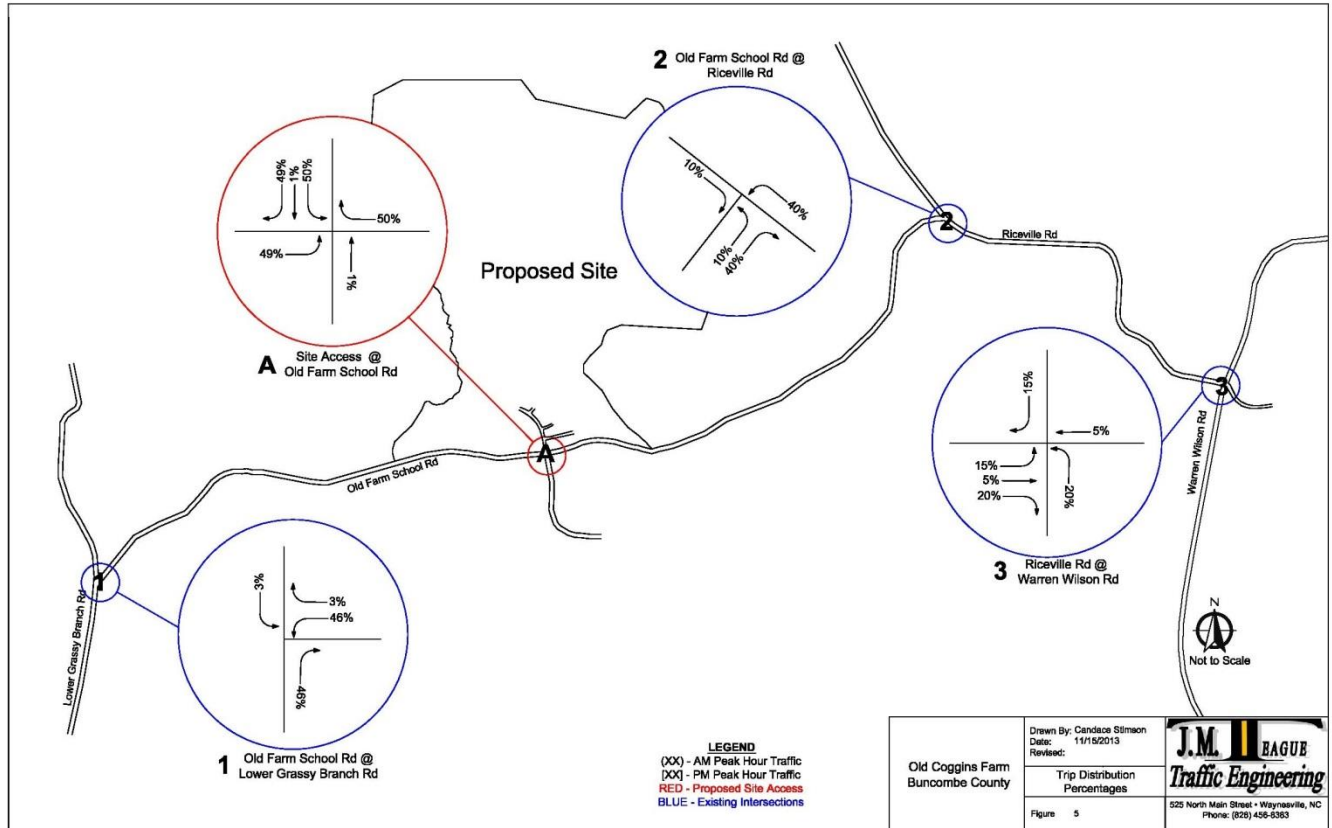 2 Old Farm School Rd @
Riceville Rd
10%
40%
10%
40%
49%
1%
50%
50%
49%
1%
A Site Access @
Old Farm School Rd
Proposed Site
2
Riceville Rd
3
Warren Wilson Rd
A
Old Farm School Rd
1
Lower Grassy Branch Rd
15%
5%
15%
5%
20%
20%
3 Riceville Rd @
Warren Wilson Rd
3%
3%
46%
46%
1 Old Farm School Rd @
Lower Grassy Branch Rd
N
Not to Scale
LEGEND
(XX) - AM Peak Hour Traffic
[XX] - PM Peak Hour Traffic
RED - Proposed Site Access
BLUE - Existing Intersections
Old Coggins Farm
Buncombe County
Drawn By: Candace Stimson
Date: 11/15/2013
Revised:
Trip Distribution
Percentages
Figure 5
J.M. TEAGUE
Traffic Engineering
525 North Main Street • Waynesville, NC
Phone: (828) 456-8383